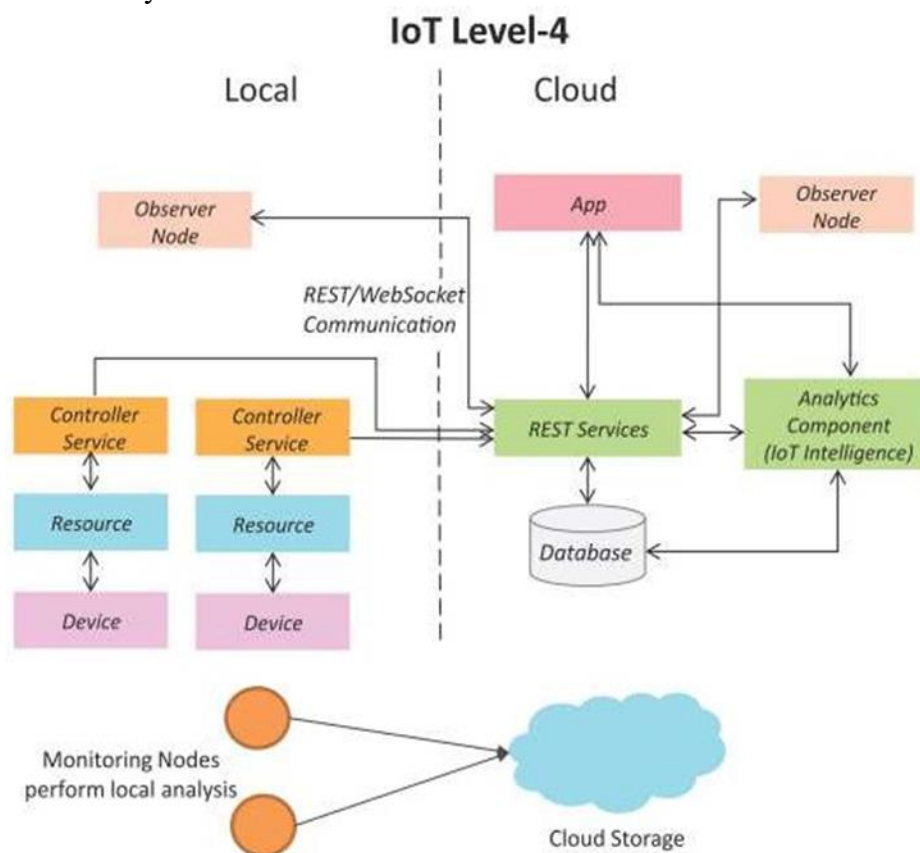 IoT Level-4
Local
Cloud
Observer
Node
App
Observer
Node
REST/WebSocket
Communication
Controller
Service
Controller
Service
REST Services
Analytics
Component
(IoT Intelligence)
Resource
Resource
Database
Device
Device
Monitoring Nodes
perform local analysis
Cloud Storage